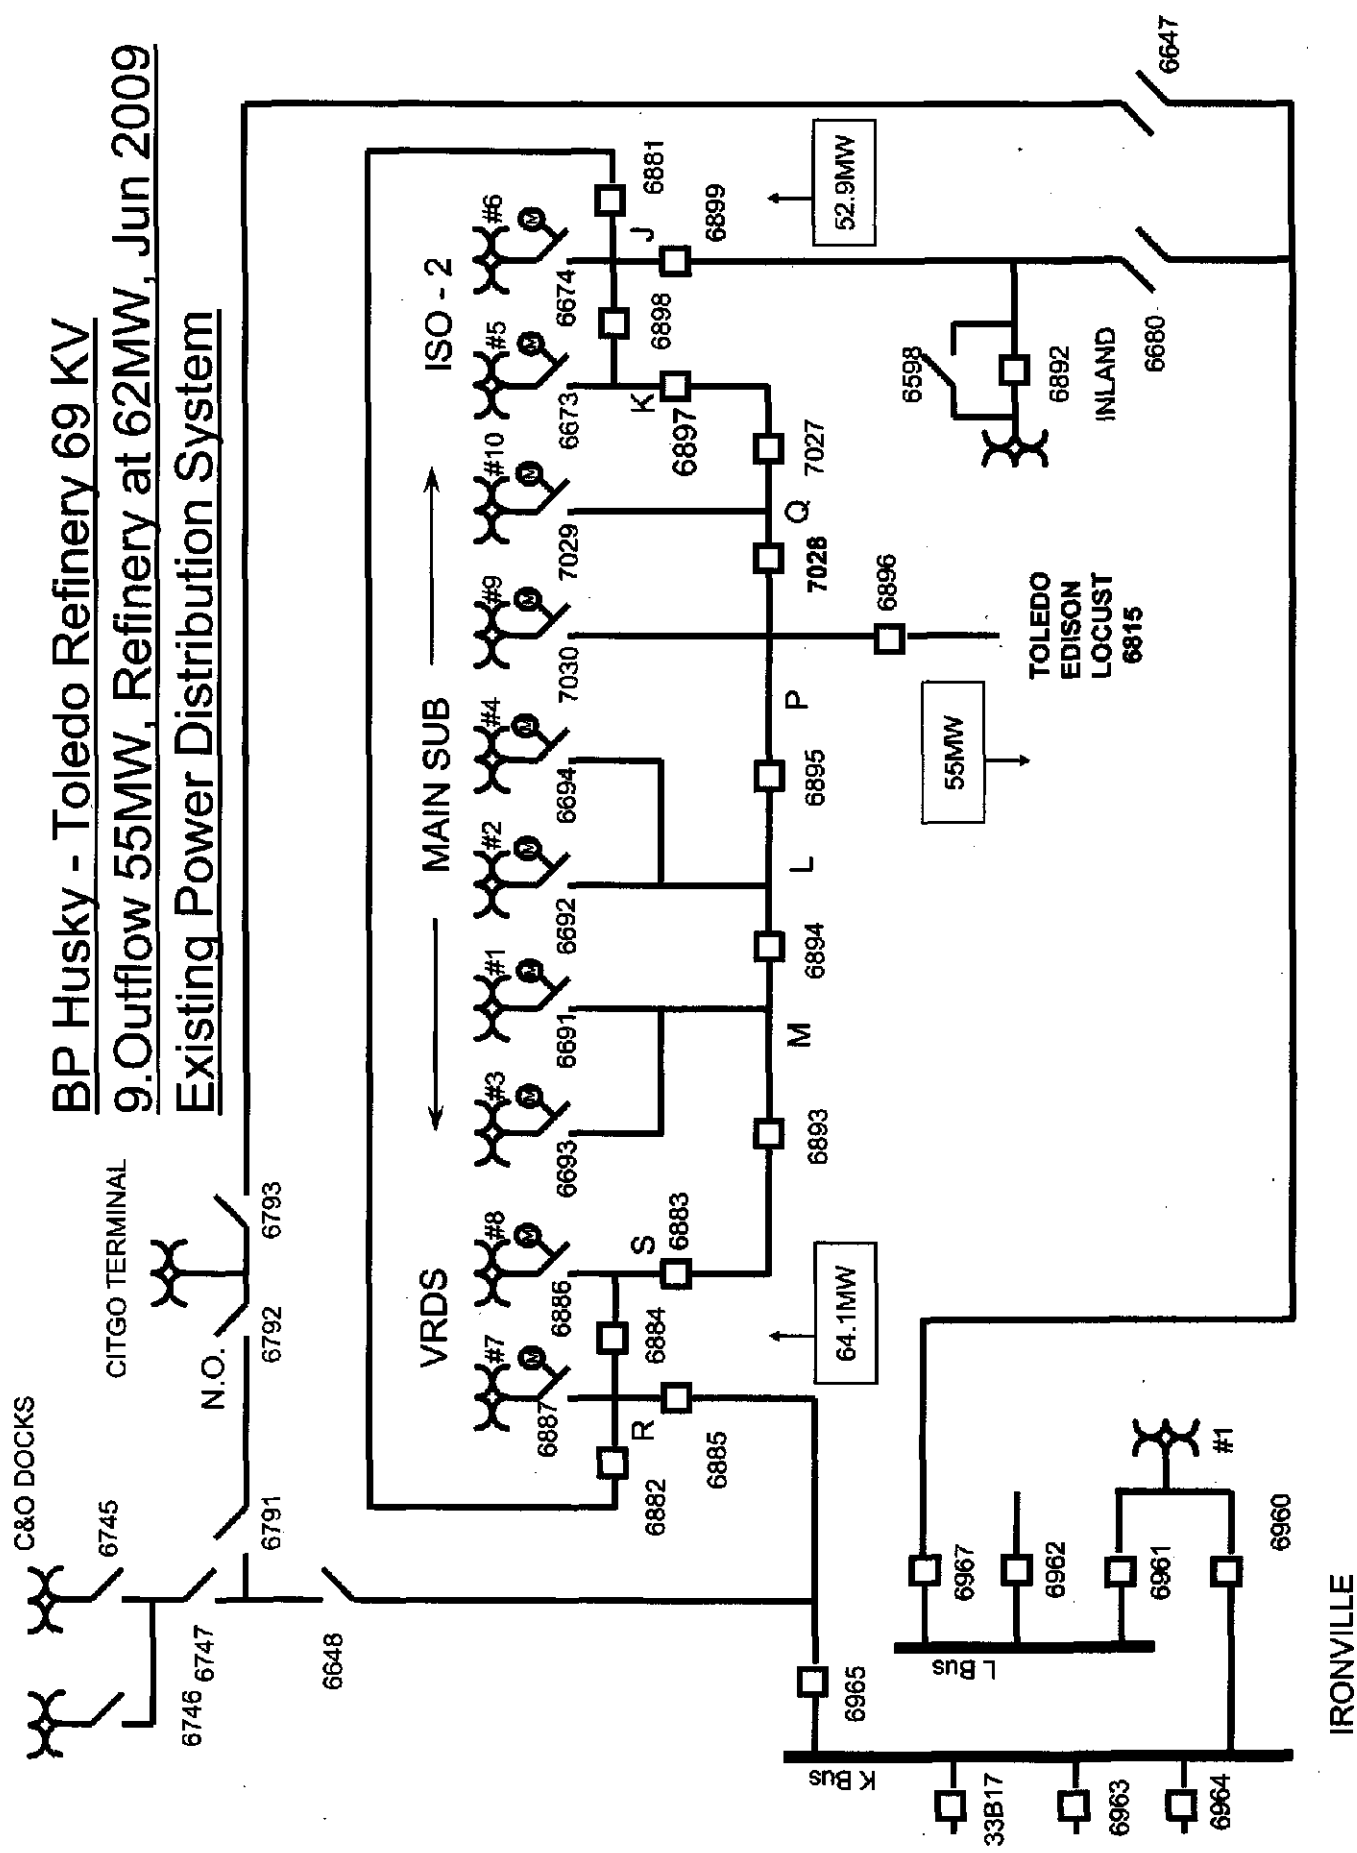 BP Husky - Toledo Refinery 69 KV
9.Outflow 55MW, Refinery at 62MW, Jun 2009
Existing Power Distribution System
C&O DOCKS
6745
6746
6747
6648
6791
CITGO TERMINAL
N.O.
6792
6793
VRDS
MAIN SUB
ISO - 2
#7
#8
#3
#1
#2
#4
#9
#10
#5
#6
M
M
M
M
M
M
M
M
M
M
6887
6886
6693
6691
6692
6694
7030
7029
6673
6674
6882
R
6884
S
6883
6885
K
6898
J
6881
6897
6899
6893
M
6894
L
6895
P
7028
Q
7027
6896
64.1MW
55MW
52.9MW
TOLEDO
EDISON
LOCUST
6815
6598
6892
INLAND
6680
6647
6965
K Bus
L Bus
6967
6962
6961
6960
#1
33B17
6963
6964
IRONVILLE